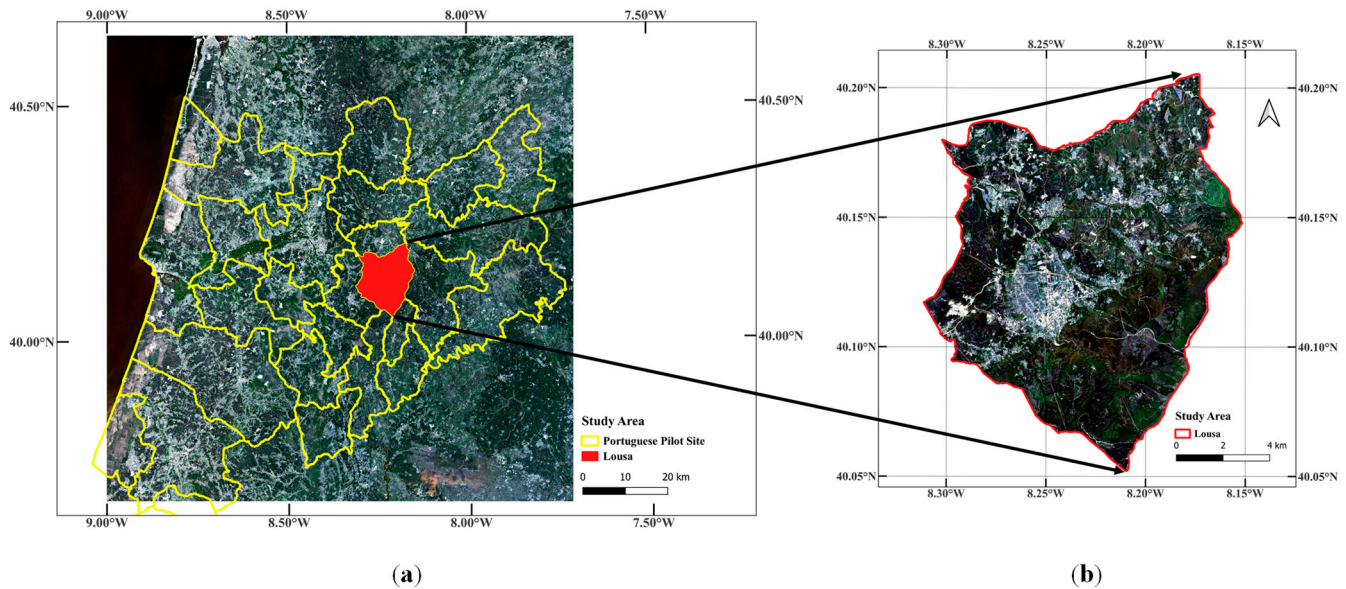 9.00°W 8.50°W 8.00°W 7.50°W
40.50°N 40.50°N
40.00°N 40.00°N
Study Area
Portuguese Pilot Site
Lousa
0 10 20 km
9.00°W 8.50°W 8.00°W 7.50°W
(a)
8.30°W 8.25°W 8.20°W 8.15°W
40.20°N 40.20°N
40.15°N 40.15°N
40.10°N 40.10°N
Study Area
Lousa
0 2 4 km
40.05°N 40.05°N
8.30°W 8.25°W 8.20°W 8.15°W
(b)